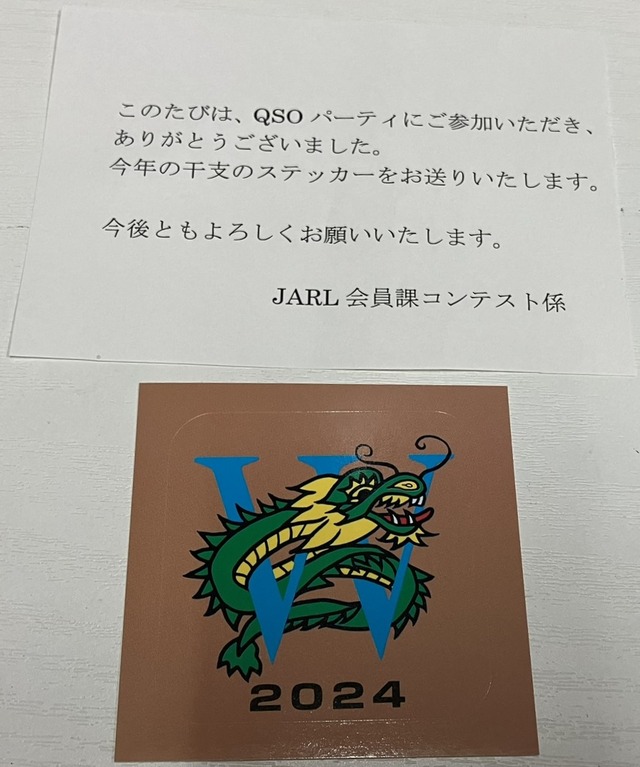 このたびは、QSO パーティにご参加いただき、
ありがとうございました。
今年の干支のステッカーをお送りいたします。
今後ともよろしくお願いいたします。
JARL 会員課コンテスト係
W
2024